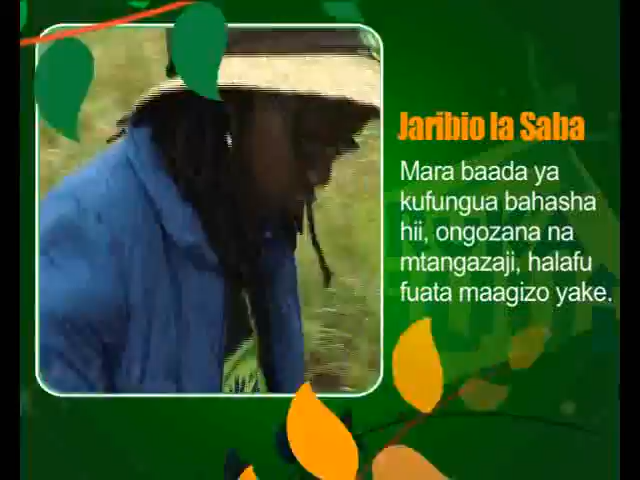 Jaribio la Saba
Mara baada ya
kufungua bahasha
hii, ongozana na
mtangazaji, halafu
fuata maagizo yake.